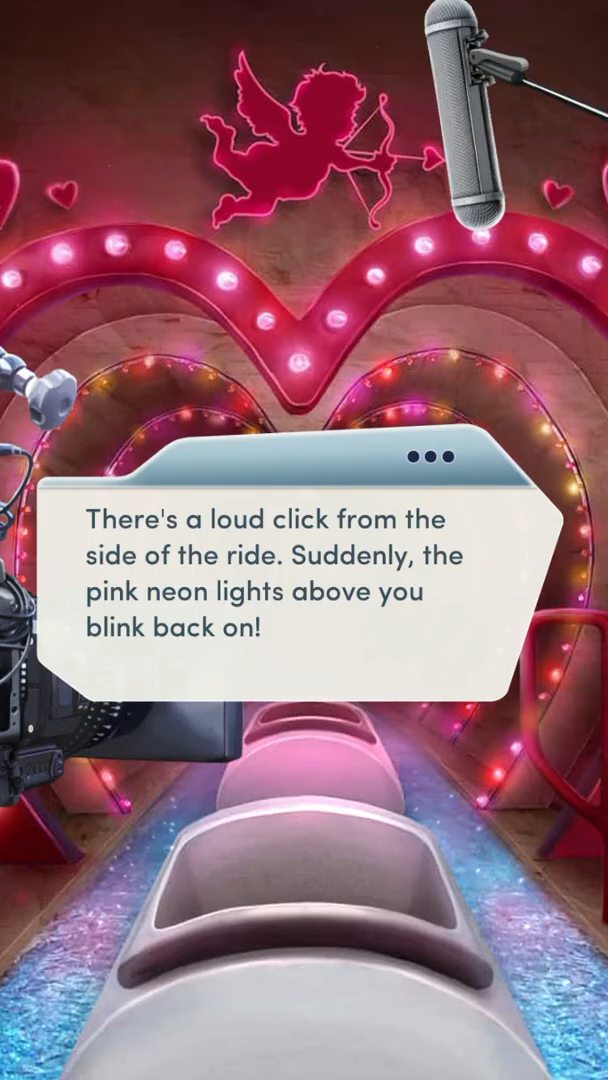 There's a loud click from the
side of the ride. Suddenly, the
pink neon lights above you
blink back on!